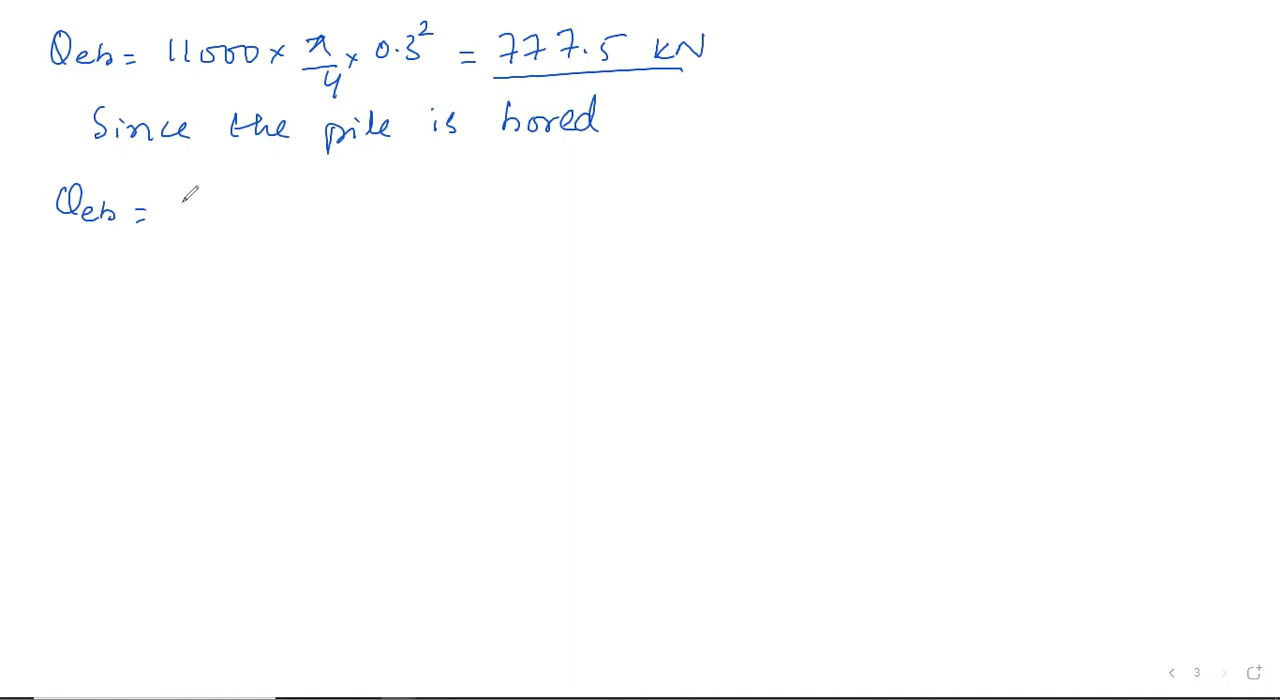 Qeb = 11000 × π/4 × 0.3² = 777.5 kN
Since the pile is bored
Qeb =
3